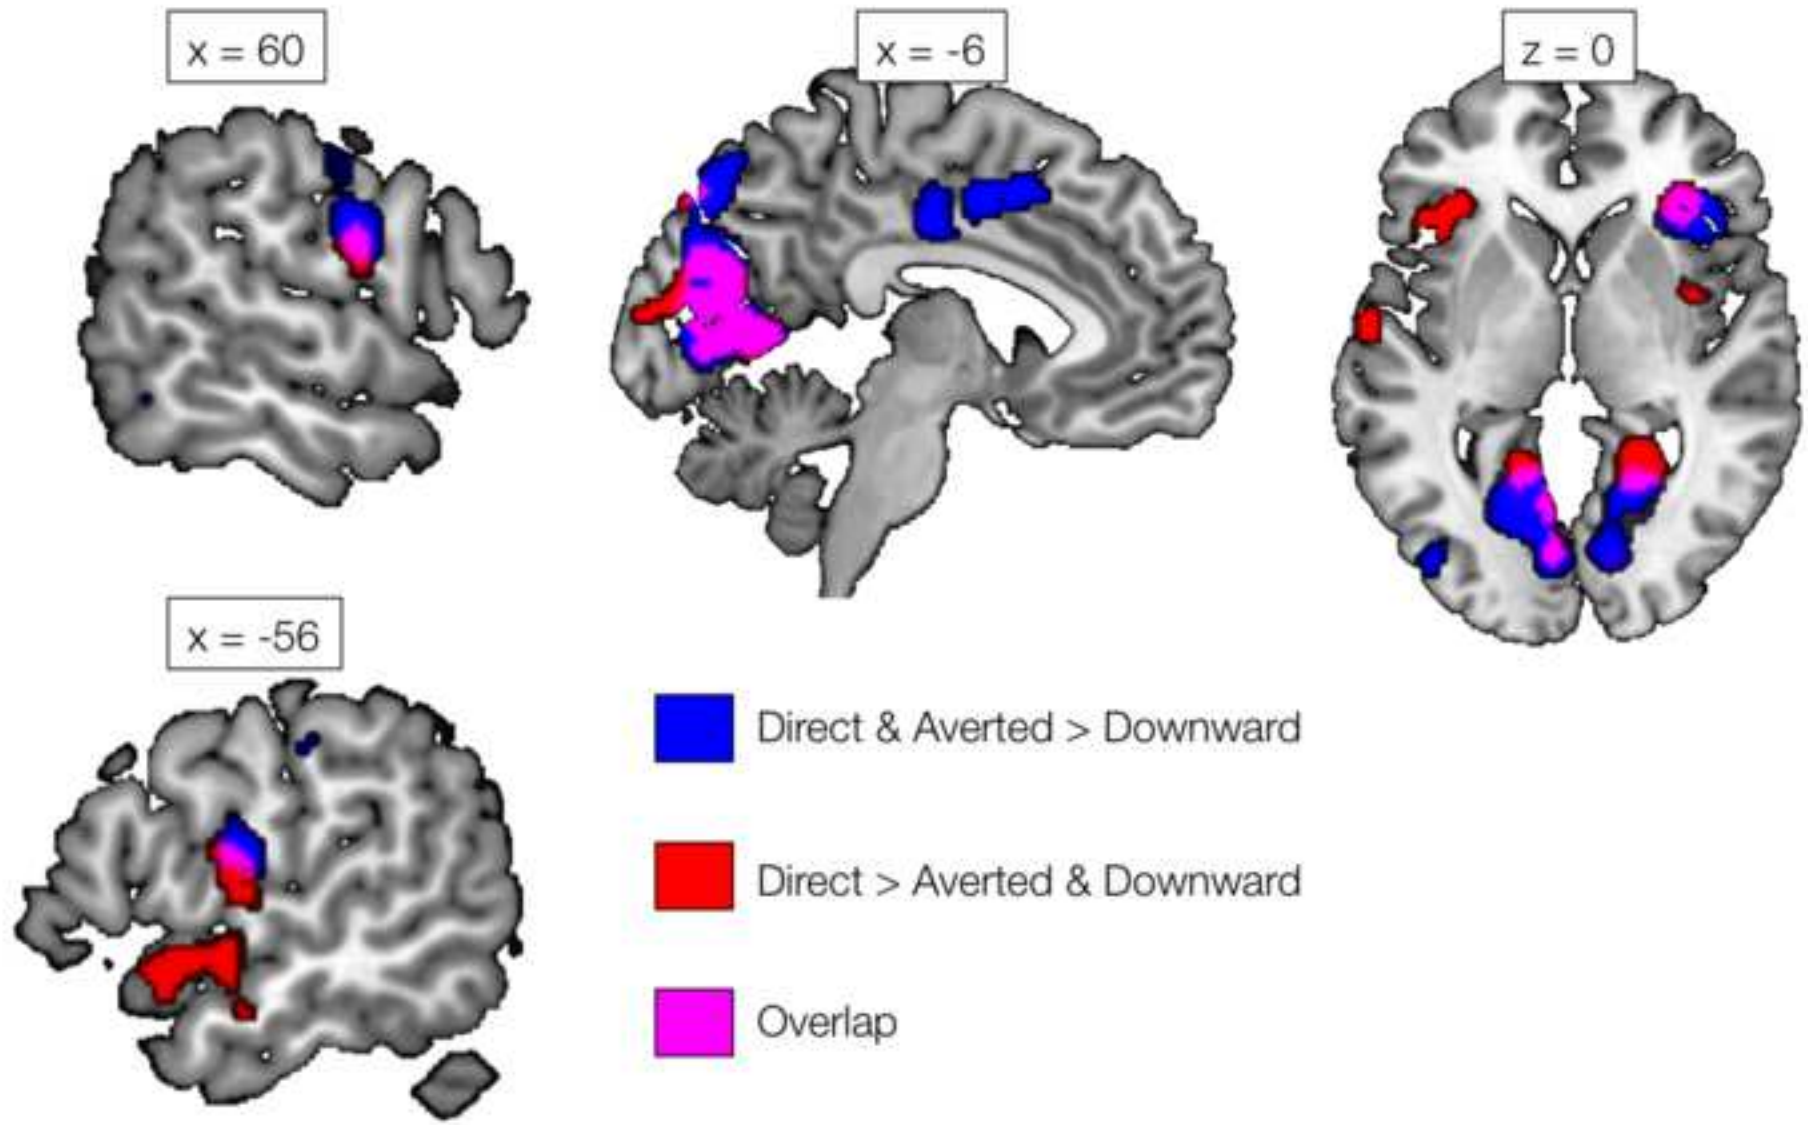 x = 60
x = -6
z = 0
x = -56
Direct & Averted > Downward
Direct > Averted & Downward
Overlap